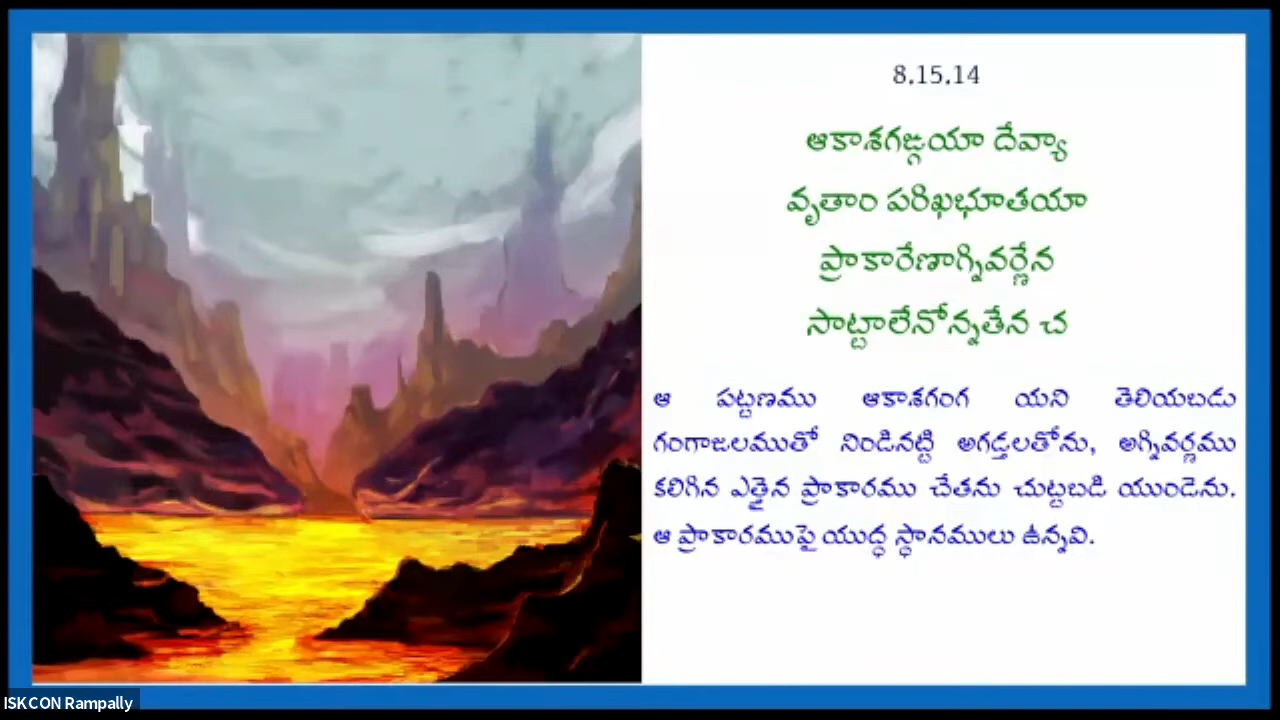 8.15.14
ఆకాశగఙ్గయా దేవ్యా
వృతాం పరిఖభూతయా
ప్రాకారేణాగ్నివర్ణేన
సాట్టాలేనోన్నతేన చ
ఆ పట్టణము ఆకాశగంగ యని తెలియబడు
గంగాజలముతో నిండినట్టి అగడ్తలతోను, అగ్నివర్ణము
కలిగిన ఎత్తైన ప్రాకారము చేతను చుట్టబడి యుండెను.
ఆ ప్రాకారముపై యుద్ధ స్థానములు ఉన్నవి.
ISKCON Rampally